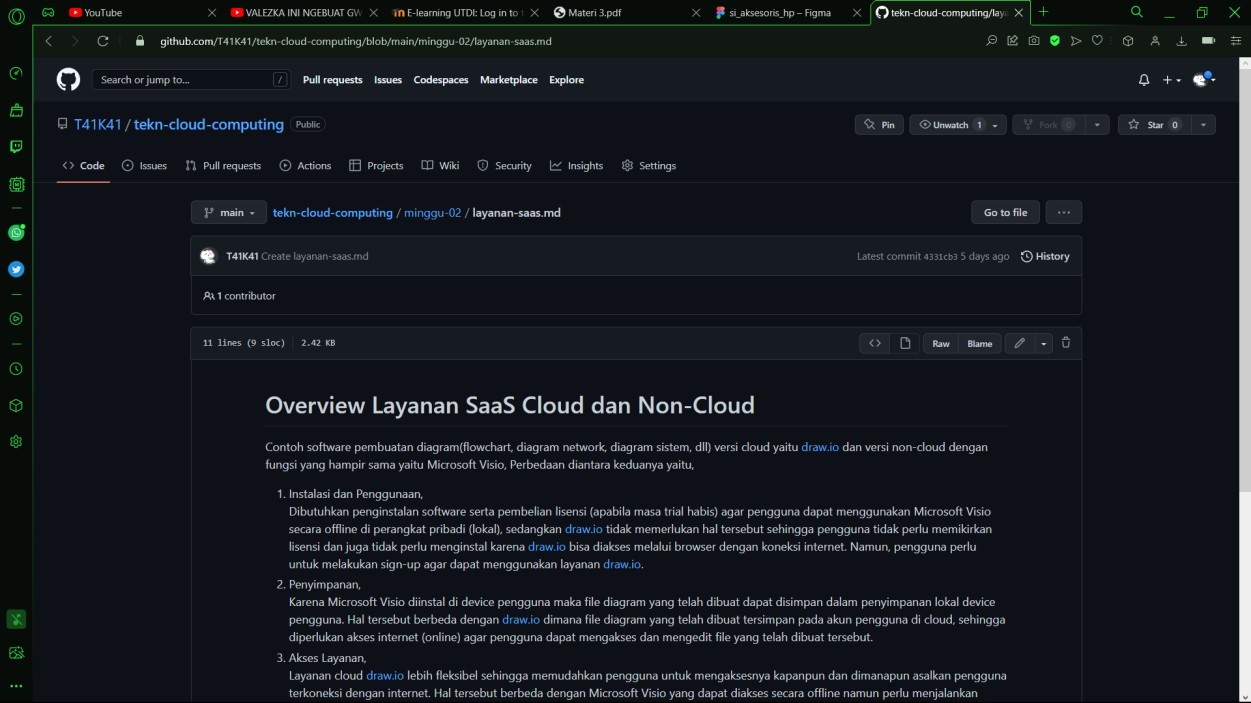 YouTube
VALEZKA INI NGEBUAT GW
E-learning UTDI: Log in to t
Materi 3.pdf
si_aksesoris_hp – Figma
tekn-cloud-computing/laya
github.com/T41K41/tekn-cloud-computing/blob/main/minggu-02/layanan-saas.md
Search or jump to... /
Pull requests Issues Codespaces Marketplace Explore
T41K41 / tekn-cloud-computing Public
Pin Unwatch 1 Fork 0 Star 0
Code Issues Pull requests Actions Projects Wiki Security Insights Settings
main tekn-cloud-computing / minggu-02 / layanan-saas.md Go to file ...
T41K41 Create layanan-saas.md Latest commit 4331cb3 5 days ago History
1 contributor
11 lines (9 sloc) 2.42 KB Raw Blame
Overview Layanan SaaS Cloud dan Non-Cloud
Contoh software pembuatan diagram(flowchart, diagram network, diagram sistem, dll) versi cloud yaitu draw.io dan versi non-cloud dengan
fungsi yang hampir sama yaitu Microsoft Visio, Perbedaan diantara keduanya yaitu,
1. Instalasi dan Penggunaan,
Dibutuhkan penginstalan software serta pembelian lisensi (apabila masa trial habis) agar pengguna dapat menggunakan Microsoft Visio
secara offline di perangkat pribadi (lokal), sedangkan draw.io tidak memerlukan hal tersebut sehingga pengguna tidak perlu memikirkan
lisensi dan juga tidak perlu menginstal karena draw.io bisa diakses melalui browser dengan koneksi internet. Namun, pengguna perlu
untuk melakukan sign-up agar dapat menggunakan layanan draw.io.
2. Penyimpanan,
Karena Microsoft Visio diinstal di device pengguna maka file diagram yang telah dibuat dapat disimpan dalam penyimpanan lokal device
pengguna. Hal tersebut berbeda dengan draw.io dimana file diagram yang telah dibuat tersimpan pada akun pengguna di cloud, sehingga
diperlukan akses internet (online) agar pengguna dapat mengakses dan mengedit file yang telah dibuat tersebut.
3. Akses Layanan,
Layanan cloud draw.io lebih fleksibel sehingga memudahkan pengguna untuk mengaksesnya kapanpun dan dimanapun asalkan pengguna
terkoneksi dengan internet. Hal tersebut berbeda dengan Microsoft Visio yang dapat diakses secara offline namun perlu menjalankan